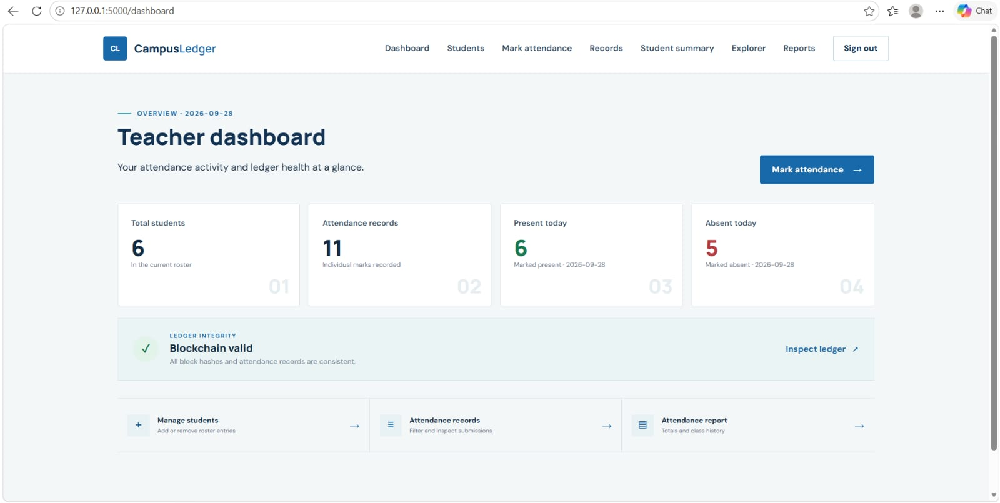 127.0.0.1:5000/dashboard
Chat
CL
CampusLedger
Dashboard Students Mark attendance Records Student summary Explorer Reports Sign out
OVERVIEW · 2026-09-28
Teacher dashboard
Your attendance activity and ledger health at a glance.
Mark attendance →
Total students
6
In the current roster
01
Attendance records
11
Individual marks recorded
02
Present today
6
Marked present · 2026-09-28
03
Absent today
5
Marked absent · 2026-09-28
04
✓
LEDGER INTEGRITY
Blockchain valid
All block hashes and attendance records are consistent.
Inspect ledger ↗
+
Manage students
Add or remove roster entries
→
Attendance records
Filter and inspect submissions
→
Attendance report
Totals and class history
→